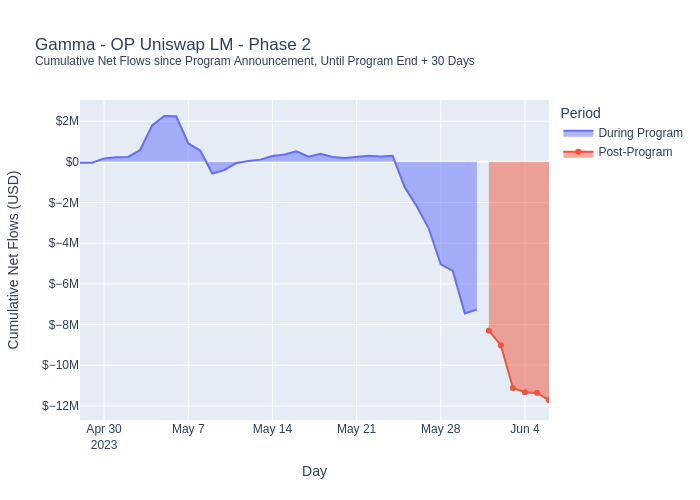 Gamma - OP Uniswap LM - Phase 2
Cumulative Net Flows since Program Announcement, Until Program End + 30 Days
Period
During Program
Post-Program
Cumulative Net Flows (USD)
$2M
$0
$−2M
$−4M
$−6M
$−8M
$−10M
$−12M
Apr 30
2023
May 7
May 14
May 21
May 28
Jun 4
Day